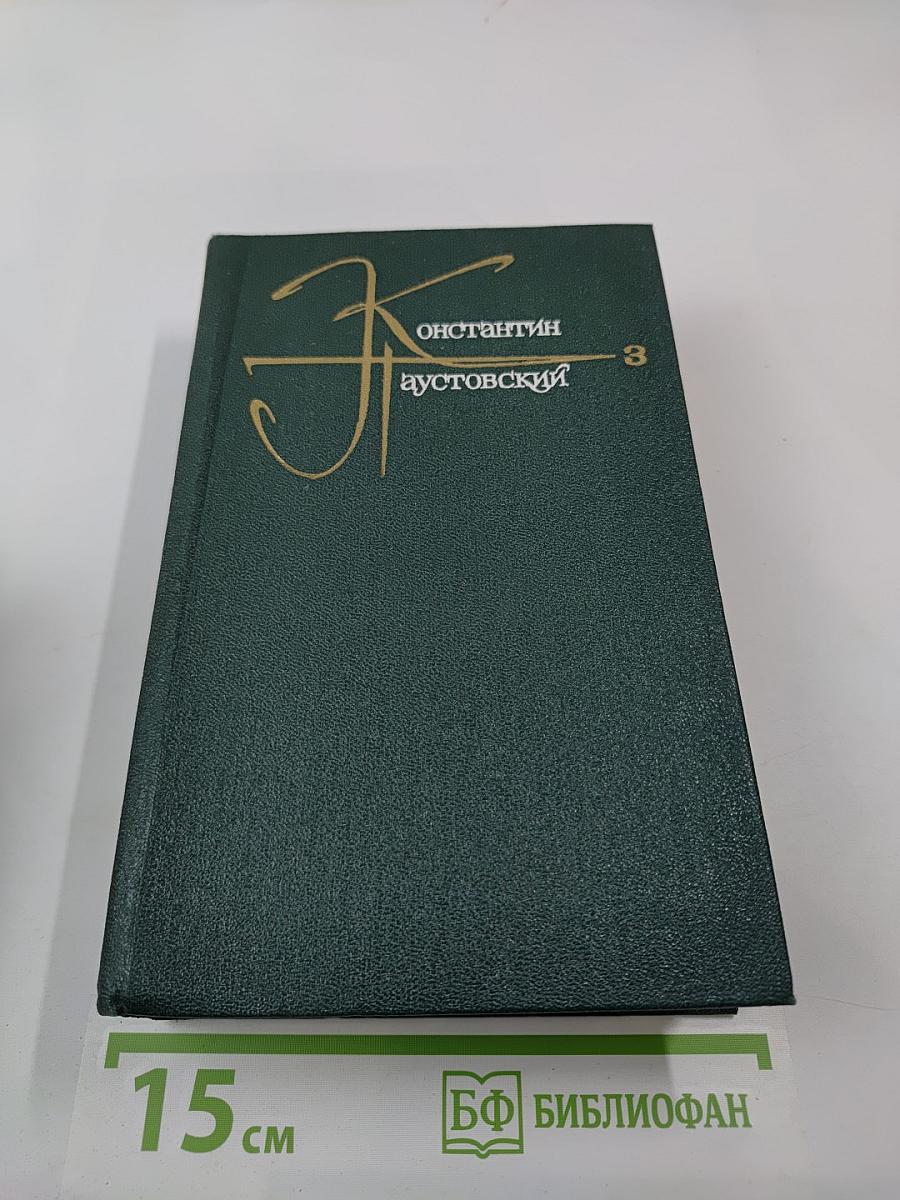 Константин
3
Паустовский
15 см
БФ БИБЛИОФАН